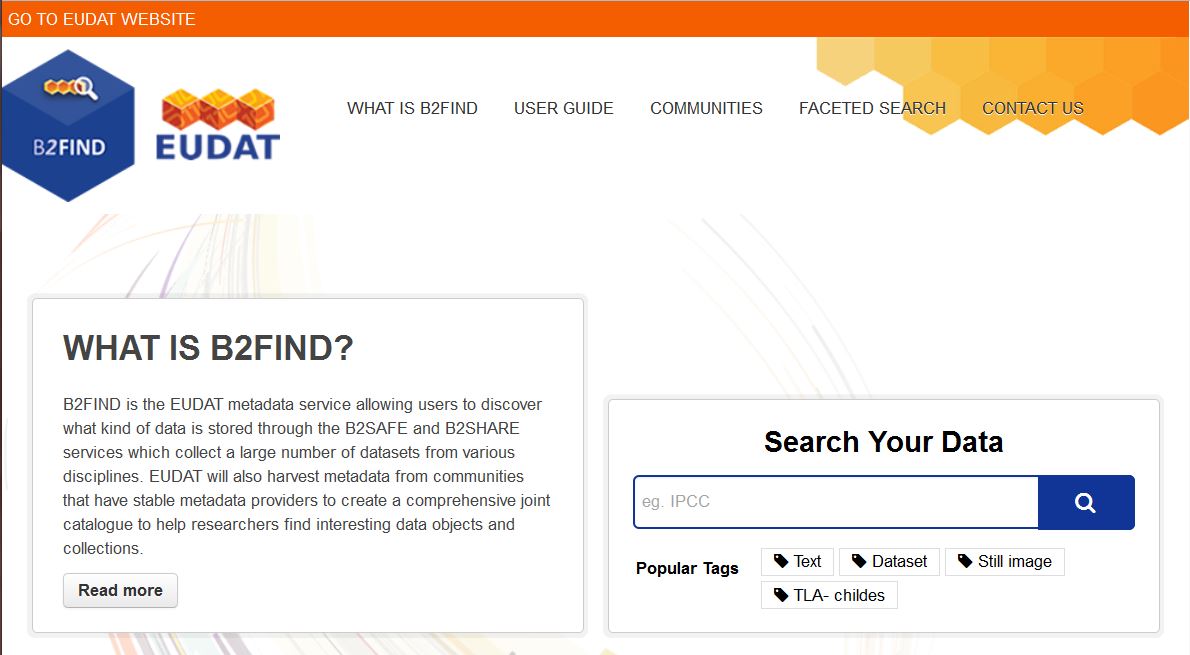 GO TO EUDAT WEBSITE
B2FIND
EUDAT
WHAT IS B2FIND USER GUIDE COMMUNITIES FACETED SEARCH CONTACT US
WHAT IS B2FIND?
B2FIND is the EUDAT metadata service allowing users to discover
what kind of data is stored through the B2SAFE and B2SHARE
services which collect a large number of datasets from various
disciplines. EUDAT will also harvest metadata from communities
that have stable metadata providers to create a comprehensive joint
catalogue to help researchers find interesting data objects and
collections.
Read more
Search Your Data
eg. IPCC
Popular Tags Text Dataset Still image
TLA- childes